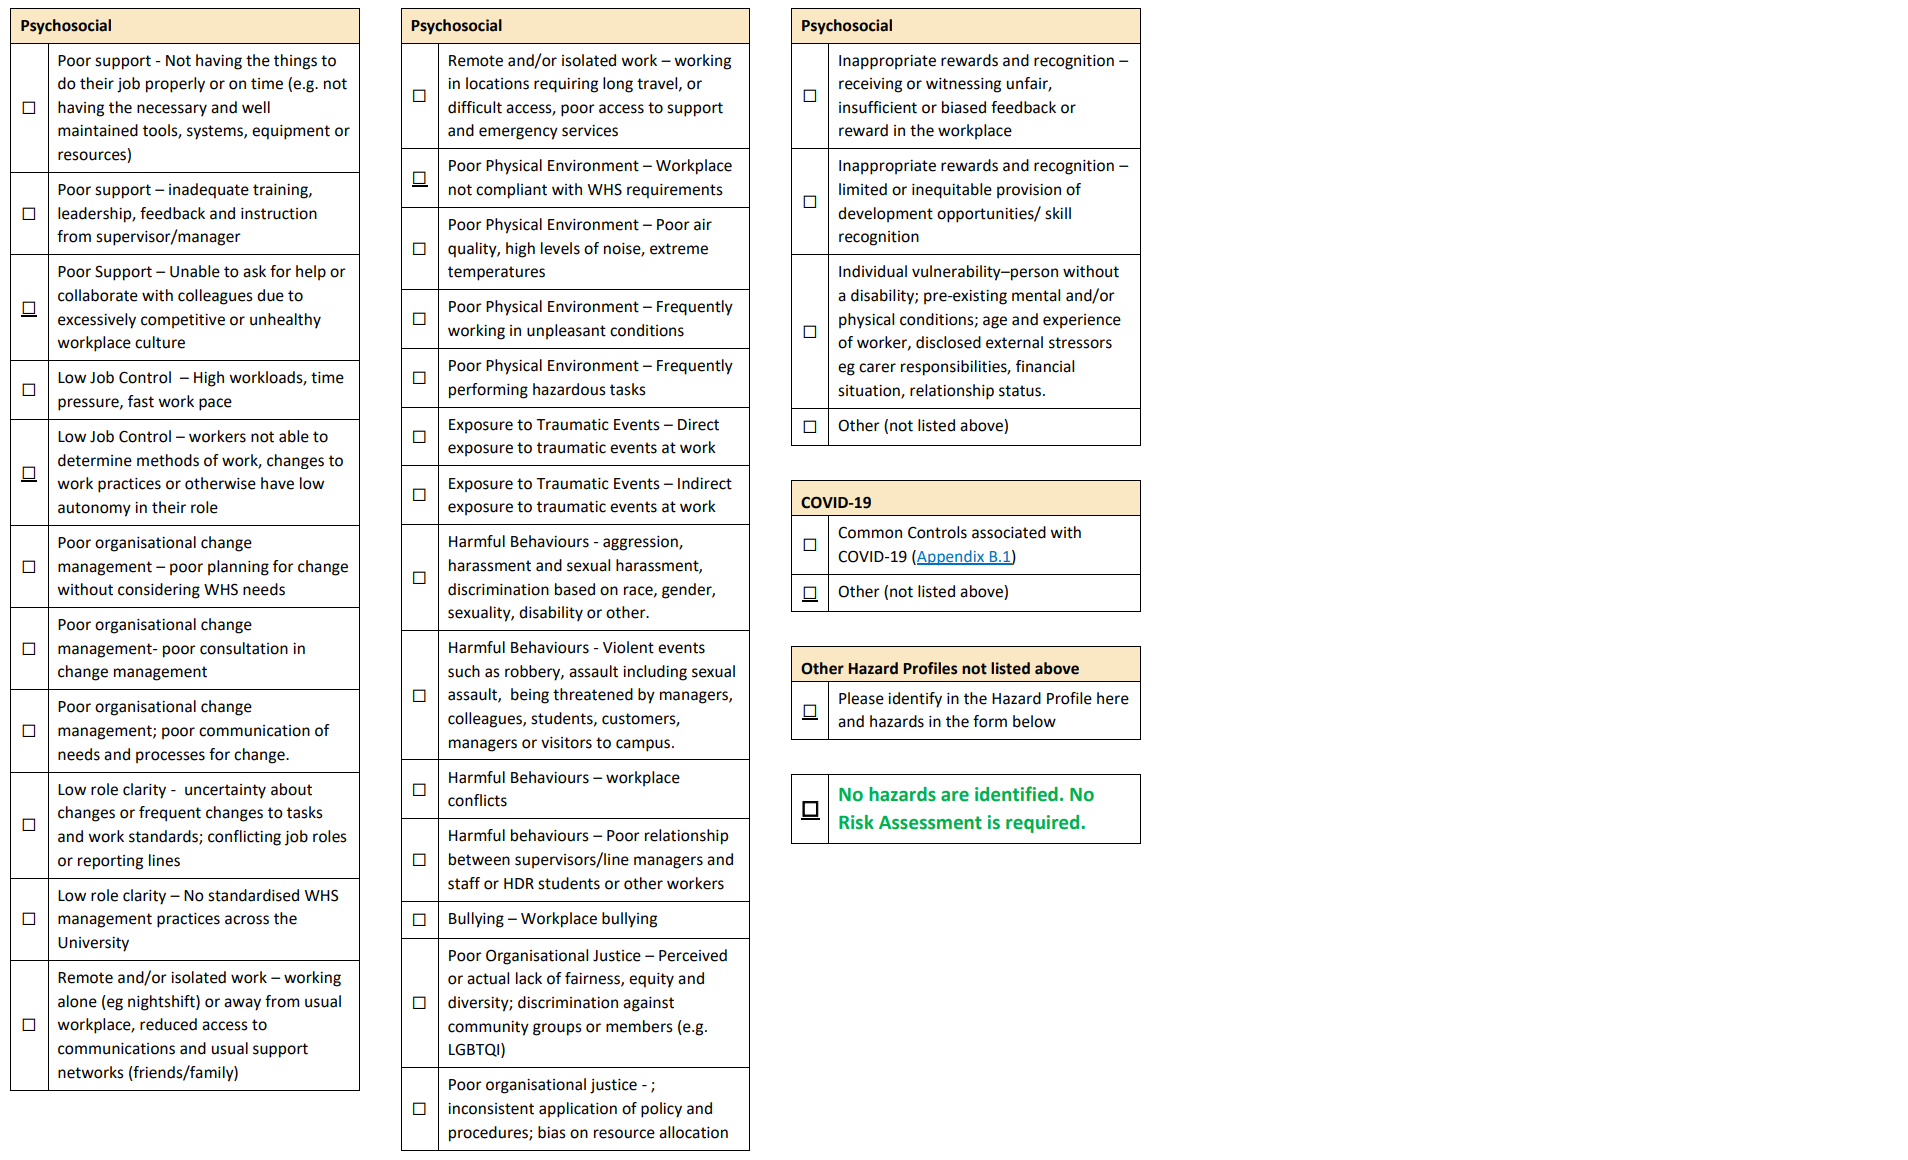 Psychosocial
☐ Poor support - Not having the things to
do their job properly or on time (e.g. not
having the necessary and well
maintained tools, systems, equipment or
resources)
☐ Poor support – inadequate training,
leadership, feedback and instruction
from supervisor/manager
☐ Poor Support – Unable to ask for help or
collaborate with colleagues due to
excessively competitive or unhealthy
workplace culture
☐ Low Job Control  – High workloads, time
pressure, fast work pace
☐ Low Job Control – workers not able to
determine methods of work, changes to
work practices or otherwise have low
autonomy in their role
☐ Poor organisational change
management – poor planning for change
without considering WHS needs
☐ Poor organisational change
management- poor consultation in
change management
☐ Poor organisational change
management; poor communication of
needs and processes for change.
☐ Low role clarity -  uncertainty about
changes or frequent changes to tasks
and work standards; conflicting job roles
or reporting lines
☐ Low role clarity – No standardised WHS
management practices across the
University
☐ Remote and/or isolated work – working
alone (eg nightshift) or away from usual
workplace, reduced access to
communications and usual support
networks (friends/family)
Psychosocial
☐ Remote and/or isolated work – working
in locations requiring long travel, or
difficult access, poor access to support
and emergency services
☐ Poor Physical Environment – Workplace
not compliant with WHS requirements
☐ Poor Physical Environment – Poor air
quality, high levels of noise, extreme
temperatures
☐ Poor Physical Environment – Frequently
working in unpleasant conditions
☐ Poor Physical Environment – Frequently
performing hazardous tasks
☐ Exposure to Traumatic Events – Direct
exposure to traumatic events at work
☐ Exposure to Traumatic Events – Indirect
exposure to traumatic events at work
☐ Harmful Behaviours - aggression,
harassment and sexual harassment,
discrimination based on race, gender,
sexuality, disability or other.
☐ Harmful Behaviours - Violent events
such as robbery, assault including sexual
assault,  being threatened by managers,
colleagues, students, customers,
managers or visitors to campus.
☐ Harmful Behaviours – workplace
conflicts
☐ Harmful behaviours – Poor relationship
between supervisors/line managers and
staff or HDR students or other workers
☐ Bullying – Workplace bullying
☐ Poor Organisational Justice – Perceived
or actual lack of fairness, equity and
diversity; discrimination against
community groups or members (e.g.
LGBTQI)
☐ Poor organisational justice - ;
inconsistent application of policy and
procedures; bias on resource allocation
Psychosocial
☐ Inappropriate rewards and recognition –
receiving or witnessing unfair,
insufficient or biased feedback or
reward in the workplace
☐ Inappropriate rewards and recognition –
limited or inequitable provision of
development opportunities/ skill
recognition
☐ Individual vulnerability–person without
a disability; pre-existing mental and/or
physical conditions; age and experience
of worker, disclosed external stressors
eg carer responsibilities, financial
situation, relationship status.
☐ Other (not listed above)
COVID-19
☐ Common Controls associated with
COVID-19 (Appendix B.1)
☐ Other (not listed above)
Other Hazard Profiles not listed above
☐ Please identify in the Hazard Profile here
and hazards in the form below
☐ No hazards are identified. No
Risk Assessment is required.